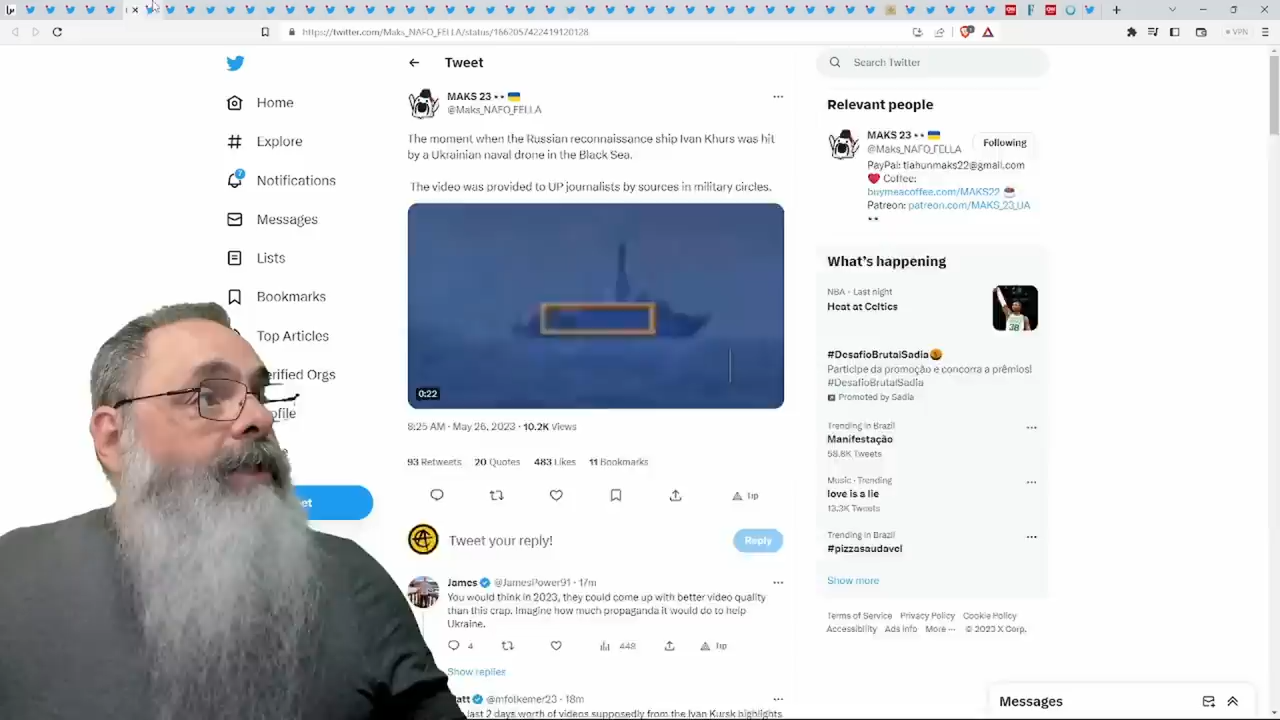 https://twitter.com/Maks_NAFO_FELLA/status/1662057422419120128
VPN
Home
Explore
Notifications
Messages
Lists
Bookmarks
Top Articles
erified Orgs
ofile
et
Tweet
MAKS 23
@Maks_NAFO_FELLA
The moment when the Russian reconnaissance ship Ivan Khurs was hit
by a Ukrainian naval drone in the Black Sea.
The video was provided to UP journalists by sources in military circles.
0:22
8:25 AM · May 26, 2023 · 10.2K Views
93 Retweets 20 Quotes 483 Likes 11 Bookmarks
Tip
Tweet your reply!
Reply
James @JamesPower91 · 17m
You would think in 2023, they could come up with better video quality
than this crap. Imagine how much propaganda it would do to help
Ukraine.
4 448 Tip
Show replies
att @mfolkemer23 · 18m
last 2 days worth of videos supposedly from the Ivan Kursk highlights
Search Twitter
Relevant people
MAKS 23
@Maks_NAFO_FELLA
Following
PayPal: tiahunmaks22@gmail.com
Coffee:
buymeacoffee.com/MAKS22
Patreon: patreon.com/MAKS_23_UA
What's happening
NBA · Last night
Heat at Celtics
#DesafioBrutalSadia
Participe da promoção e concorra a prêmios!
#DesafioBrutalSadia
Promoted by Sadia
Trending in Brazil
Manifestação
58.8K Tweets
Music · Trending
love is a lie
13.3K Tweets
Trending in Brazil
#pizzasaudavel
Show more
Terms of Service Privacy Policy Cookie Policy
Accessibility Ads info More ··· © 2023 X Corp.
Messages